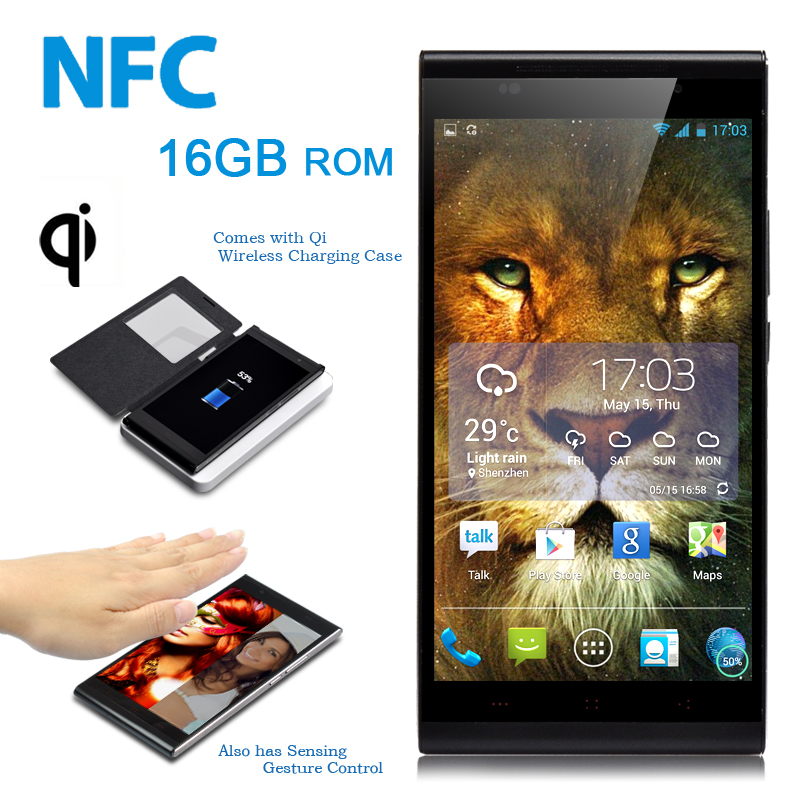 NFC
16GB ROM
qi
Comes with Qi
Wireless Charging Case
53%
Also has Sensing
Gesture Control
17:03
17:03
May 15, Thu
29°c
Light rain
Shenzhen
FRI SAT SUN MON
05/15 16:58
talk
g
Talk Play Store Google Maps
50%